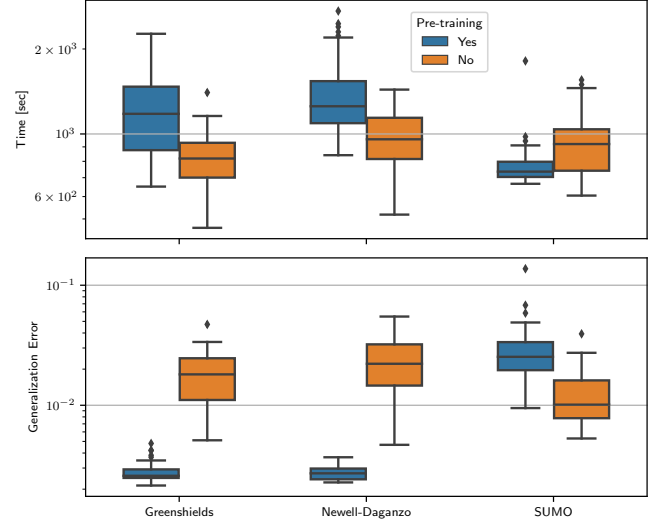 Pre-training
Yes
No
Time [sec]
2 × 10³
10³
6 × 10²
Generalization Error
10⁻¹
10⁻²
Greenshields
Newell-Daganzo
SUMO